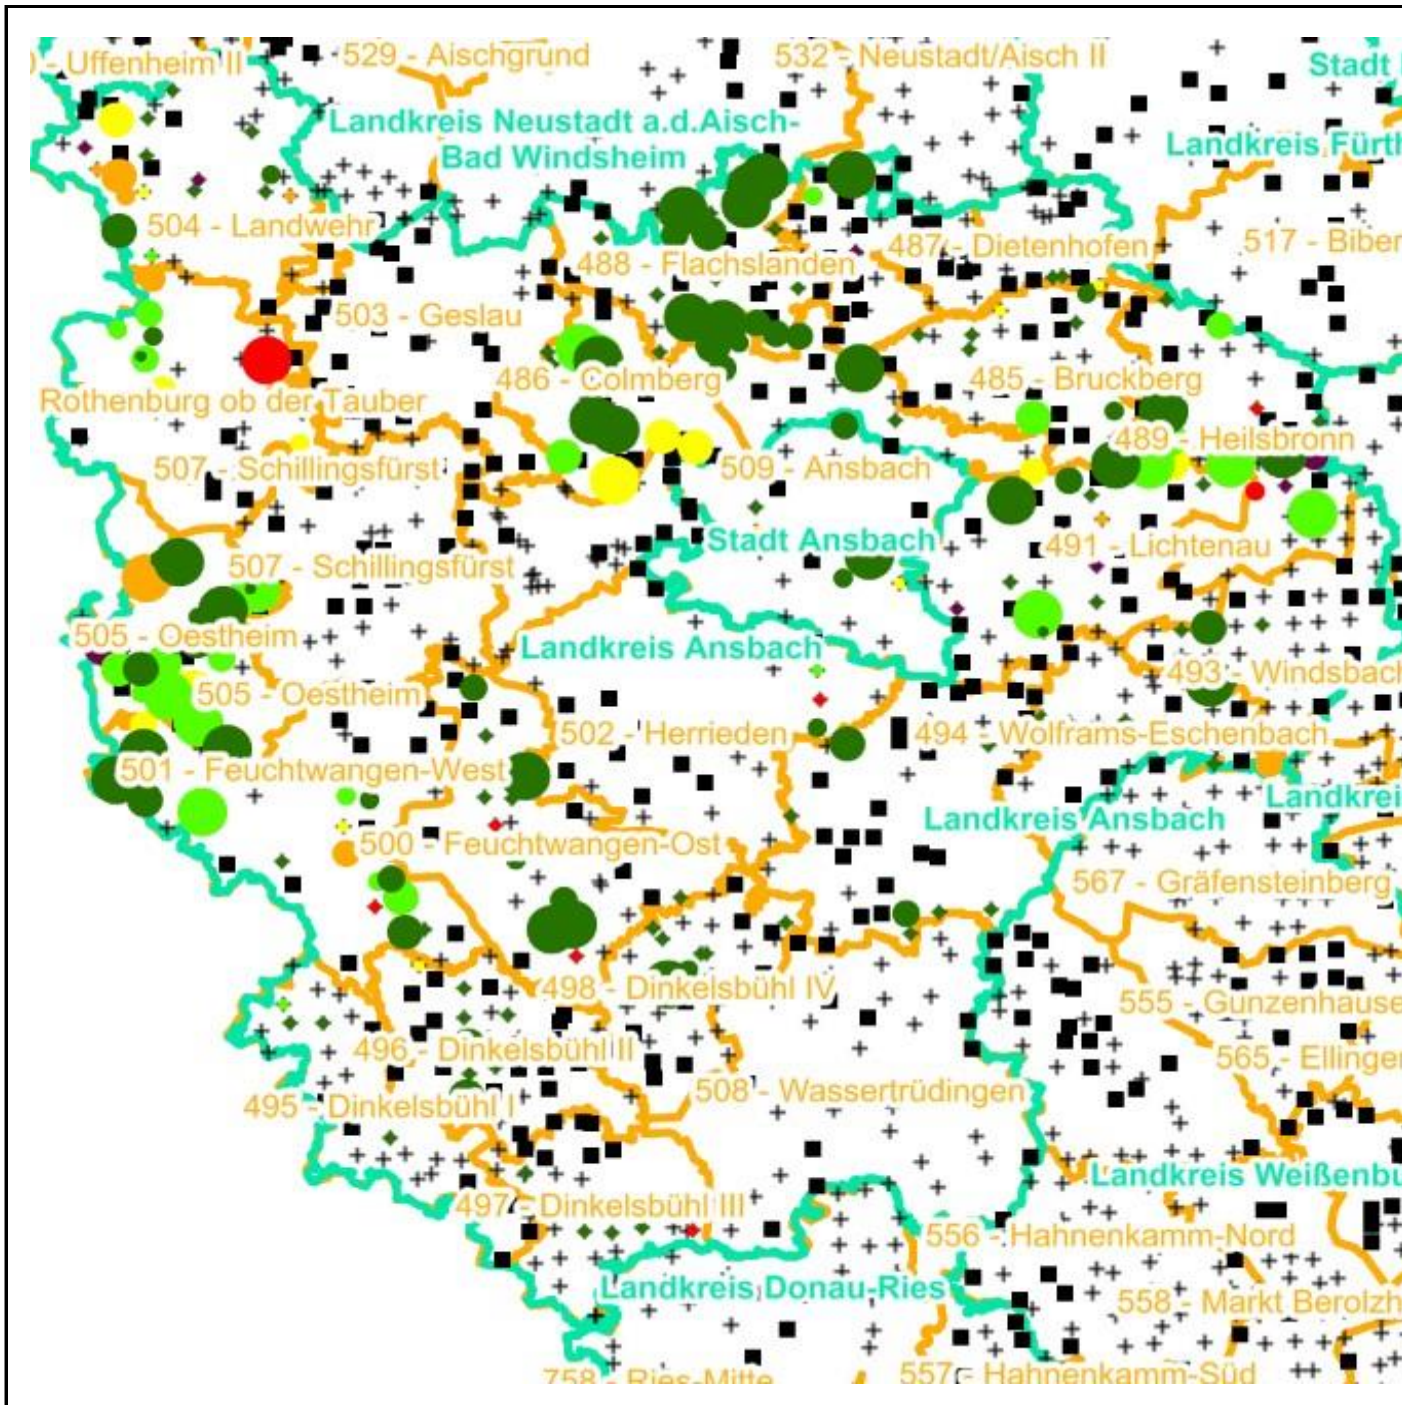 529 - Aischgrund
532 - Neustadt/Aisch II
Uffenheim II
Stadt
Landkreis Neustadt a.d.Aisch-
Bad Windsheim
Landkreis Fürth
504 - Landwehr
487 - Dietenhofen
517 - Biber
488 - Flachslanden
503 - Geslau
486 - Colmberg
485 - Bruckberg
Rothenburg ob der Tauber
489 - Heilsbronn
507 - Schillingsfürst
509 - Ansbach
Stadt Ansbach
491 - Lichtenau
507 - Schillingsfürst
505 - Oestheim
Landkreis Ansbach
493 - Windsbach
505 - Oestheim
502 - Herrieden
494 - Wolframs-Eschenbach
501 - Feuchtwangen-West
Landkrei
Landkreis Ansbach
500 - Feuchtwangen-Ost
567 - Gräfensteinberg
498 - Dinkelsbühl IV
555 - Gunzenhause
496 - Dinkelsbühl II
565 - Ellinger
508 - Wassertrüdingen
495 - Dinkelsbühl I
Landkreis Weißenbu
497 - Dinkelsbühl III
556 - Hahnenkamm-Nord
Landkreis Donau-Ries
558 - Markt Berolzh
758 - Ries-Mitte
557 - Hahnenkamm-Süd